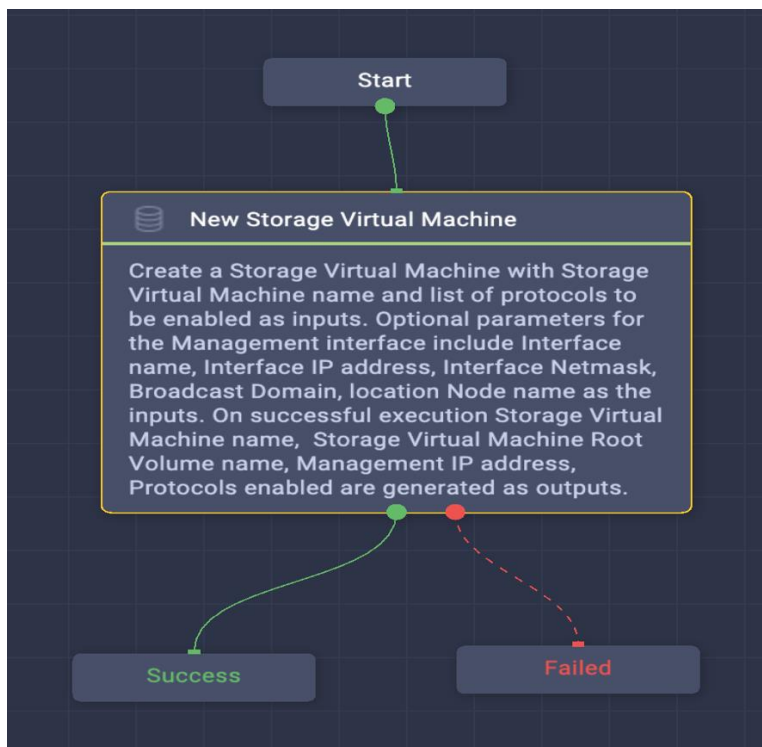 Start
New Storage Virtual Machine
Create a Storage Virtual Machine with Storage
Virtual Machine name and list of protocols to
be enabled as inputs. Optional parameters for
the Management interface include Interface
name, Interface IP address, Interface Netmask,
Broadcast Domain, location Node name as the
inputs. On successful execution Storage Virtual
Machine name,  Storage Virtual Machine Root
Volume name, Management IP address,
Protocols enabled are generated as outputs.
Success
Failed